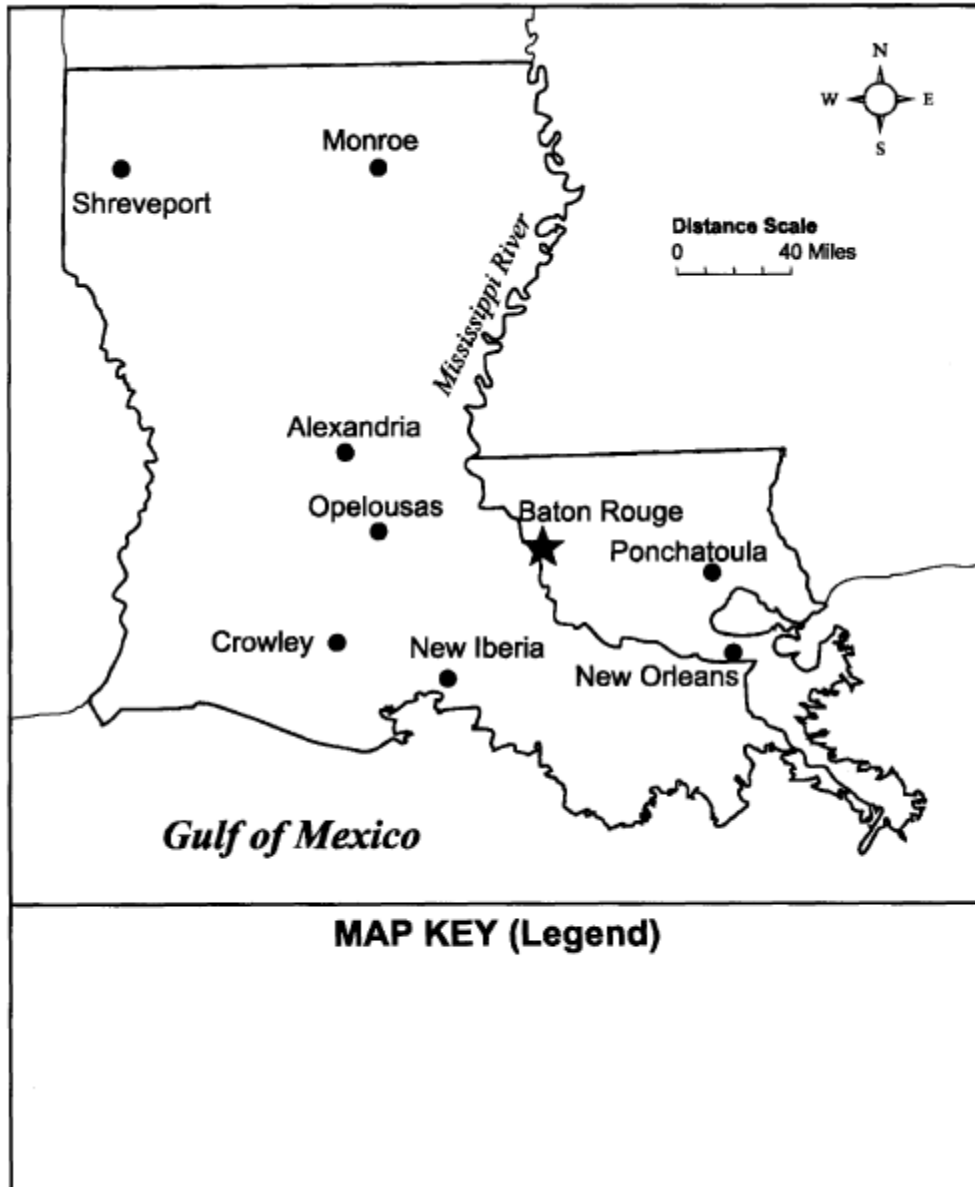 N
W E
S
Monroe
Shreveport
Distance Scale
0 40 Miles
Mississippi River
Alexandria
Opelousas
Baton Rouge
Ponchatoula
Crowley
New Iberia
New Orleans
Gulf of Mexico
MAP KEY (Legend)